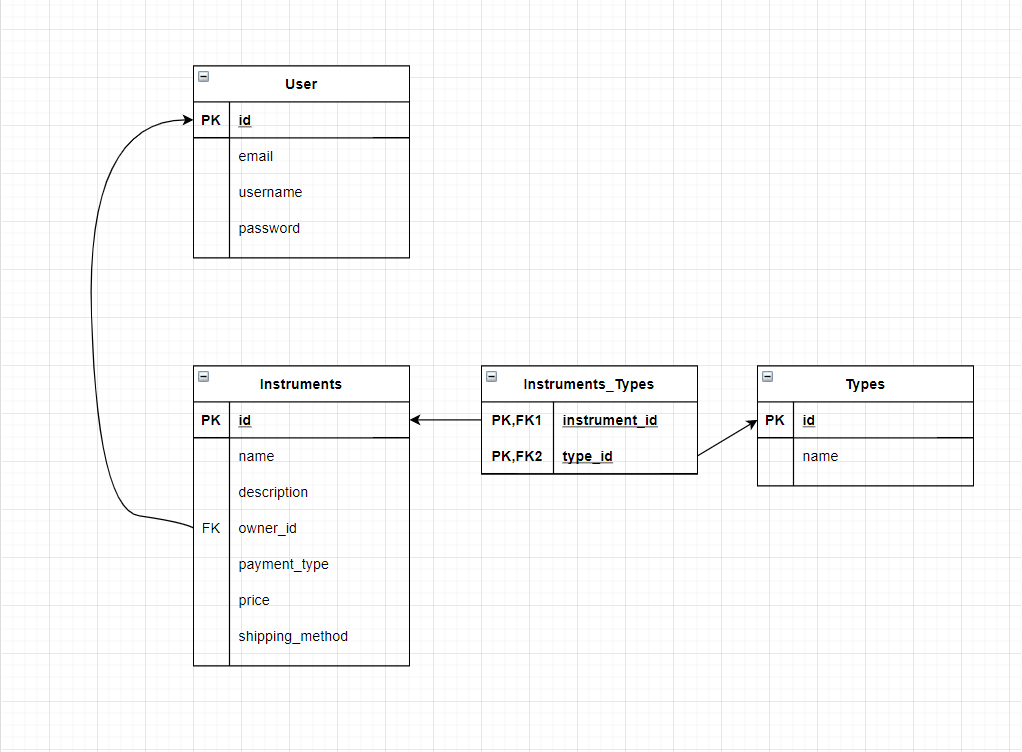 User
PK id
email
username
password
Instruments
PK id
name
description
FK owner_id
payment_type
price
shipping_method
Instruments_Types
PK,FK1 instrument_id
PK,FK2 type_id
Types
PK id
name